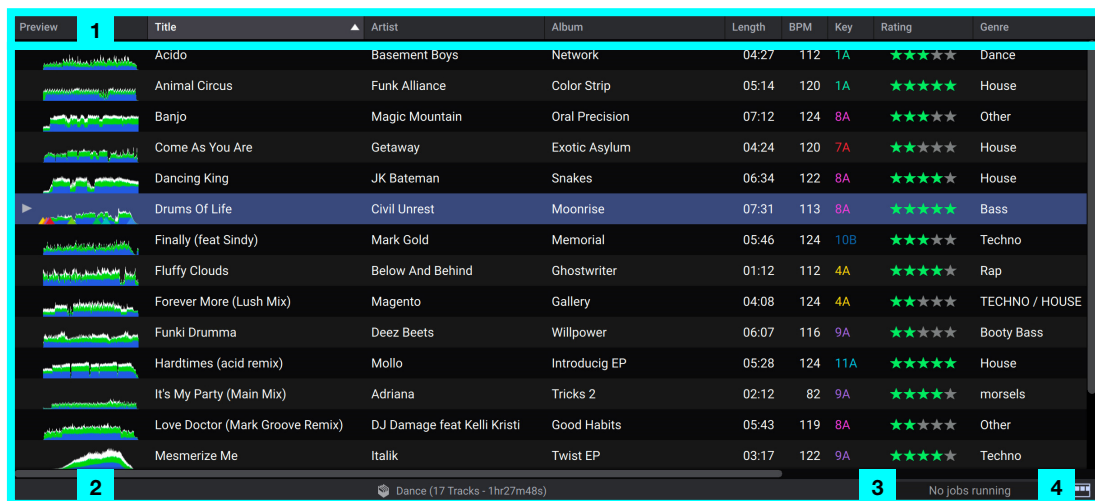 Preview 1 Title Artist Album Length BPM Key Rating Genre
Acido Basement Boys Network 04:27 112 1A Dance
Animal Circus Funk Alliance Color Strip 05:14 120 1A House
Banjo Magic Mountain Oral Precision 07:12 124 8A Other
Come As You Are Getaway Exotic Asylum 04:24 120 7A House
Dancing King JK Bateman Snakes 06:34 122 8A House
Drums Of Life Civil Unrest Moonrise 07:31 113 8A Bass
Finally (feat Sindy) Mark Gold Memorial 05:46 124 10B Techno
Fluffy Clouds Below And Behind Ghostwriter 01:12 112 4A Rap
Forever More (Lush Mix) Magento Gallery 04:08 124 4A TECHNO / HOUSE
Funki Drumma Deez Beets Willpower 06:07 116 9A Booty Bass
Hardtimes (acid remix) Mollo Introducig EP 05:28 124 11A House
It's My Party (Main Mix) Adriana Tricks 2 02:12 82 9A morsels
Love Doctor (Mark Groove Remix) DJ Damage feat Kelli Kristi Good Habits 05:43 119 8A Other
Mesmerize Me Italik Twist EP 03:17 122 9A Techno
2 Dance (17 Tracks - 1hr27m48s) 3 No jobs running 4